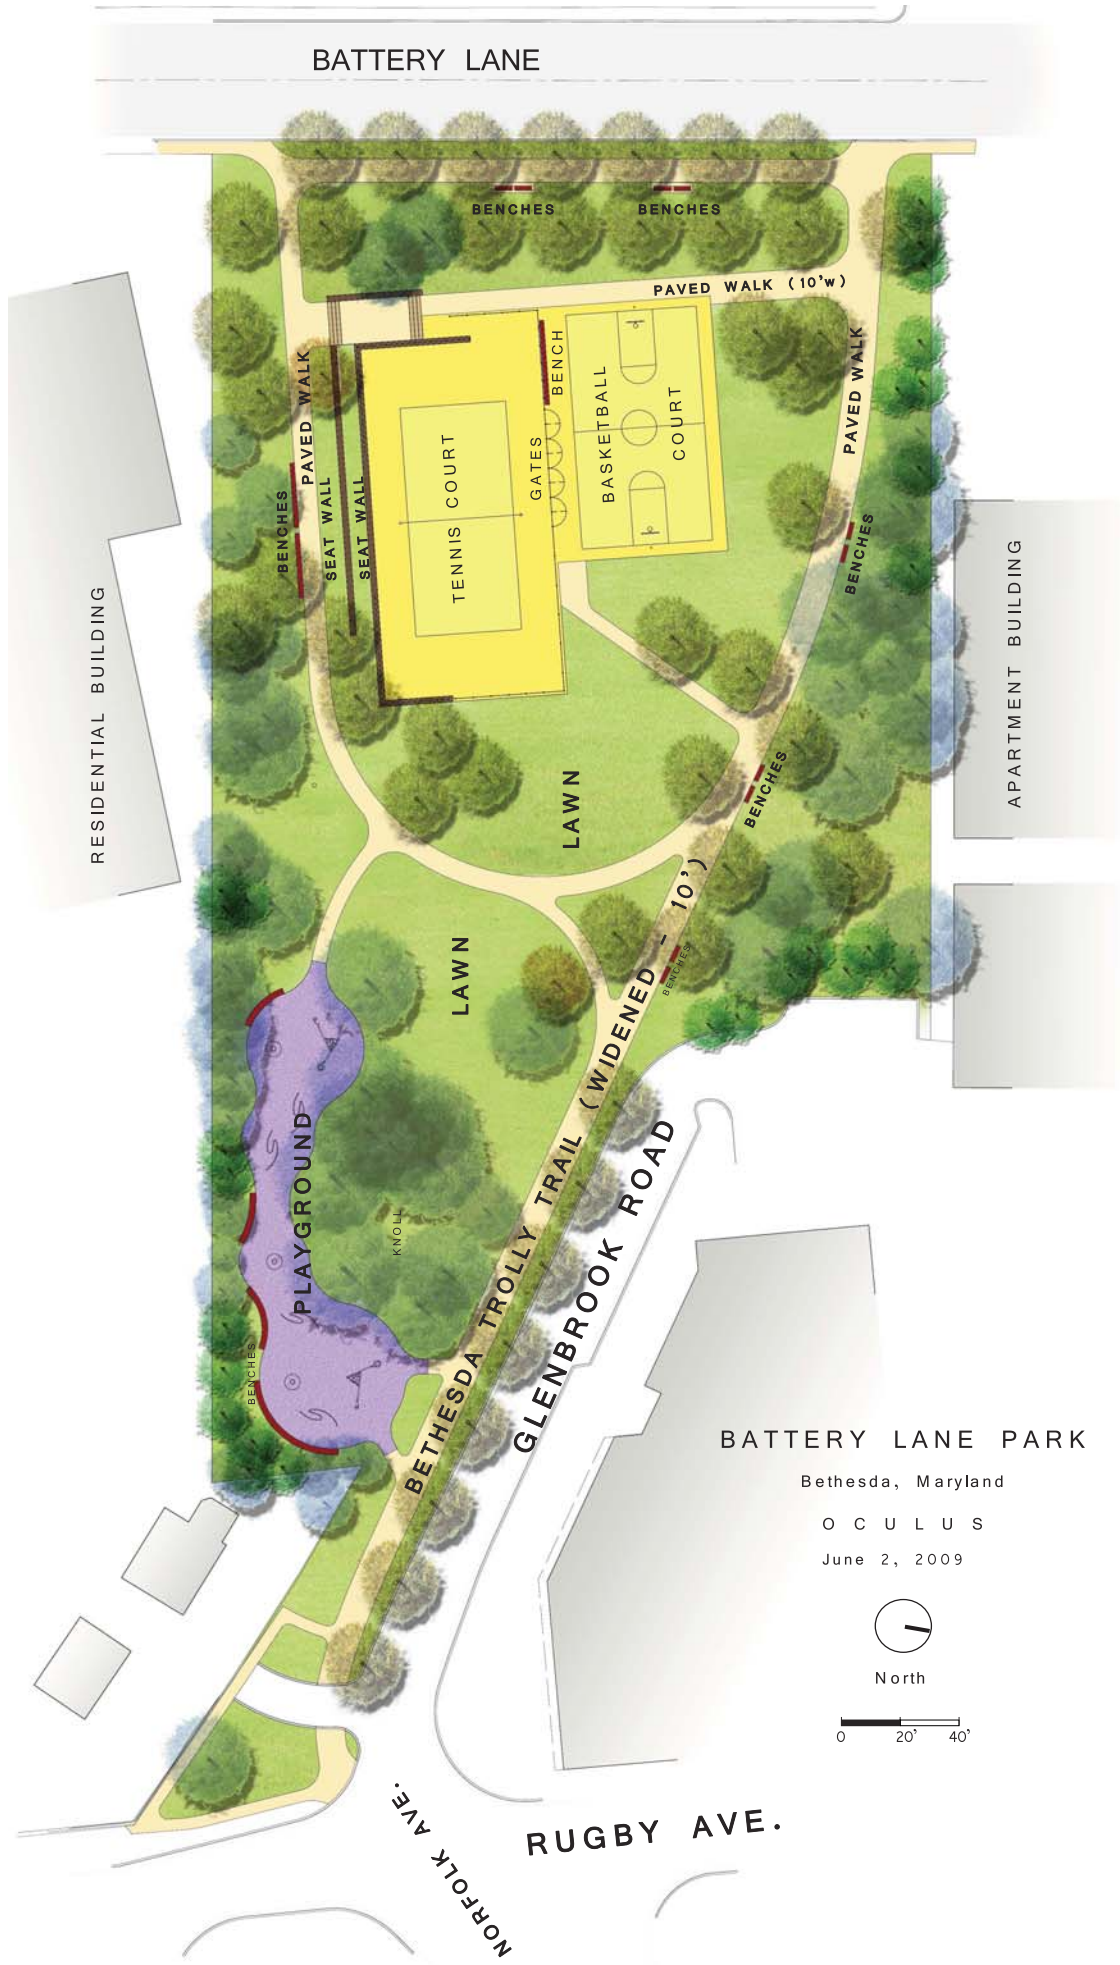 BATTERY LANE
BENCHES
BENCHES
PAVED WALK (10'w)
PAVED WALK
BENCH
BASKETBALL
COURT
PAVED WALK
GATES
TENNIS COURT
SEAT WALL
SEAT WALL
BENCHES
BENCHES
RESIDENTIAL BUILDING
APARTMENT BUILDING
BENCHES
LAWN
LAWN
BENCHES
BETHESDA TROLLY TRAIL (WIDENED - 10')
GLENBROOK ROAD
PLAYGROUND
KNOLL
BENCHES
BATTERY LANE PARK
Bethesda, Maryland
OCULUS
June 2, 2009
North
0 20' 40'
NORFOLK AVE.
RUGBY AVE.